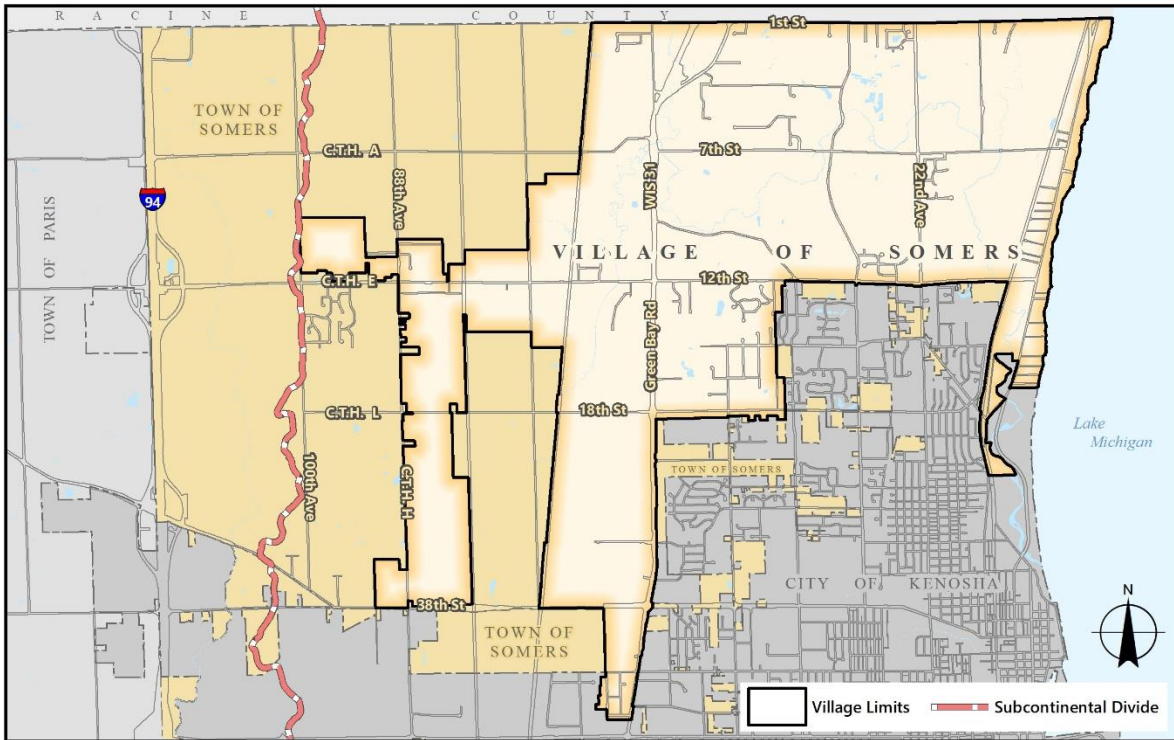 RACINE COUNTY
1st St
TOWN OF
SOMERS
C.T.H. A
7th St
88th Ave
WIS 31
22nd Ave
94
TOWN OF PARIS
VILLAGE OF SOMERS
C.T.H. E
12th St
Green Bay Rd
C.T.H. L
18th St
Lake
Michigan
100th Ave
C.T.H. H
TOWN OF SOMERS
CITY OF KENOSHA
38th St
TOWN OF
SOMERS
N
Village Limits
Subcontinental Divide